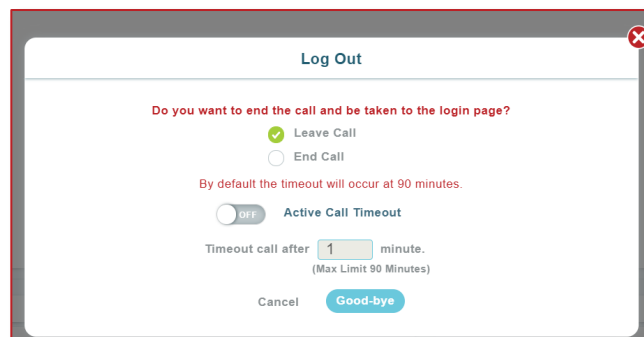 Log Out
Do you want to end the call and be taken to the login page?
Leave Call
End Call
By default the timeout will occur at 90 minutes.
OFF Active Call Timeout
Timeout call after 1 minute.
(Max Limit 90 Minutes)
Cancel Good-bye